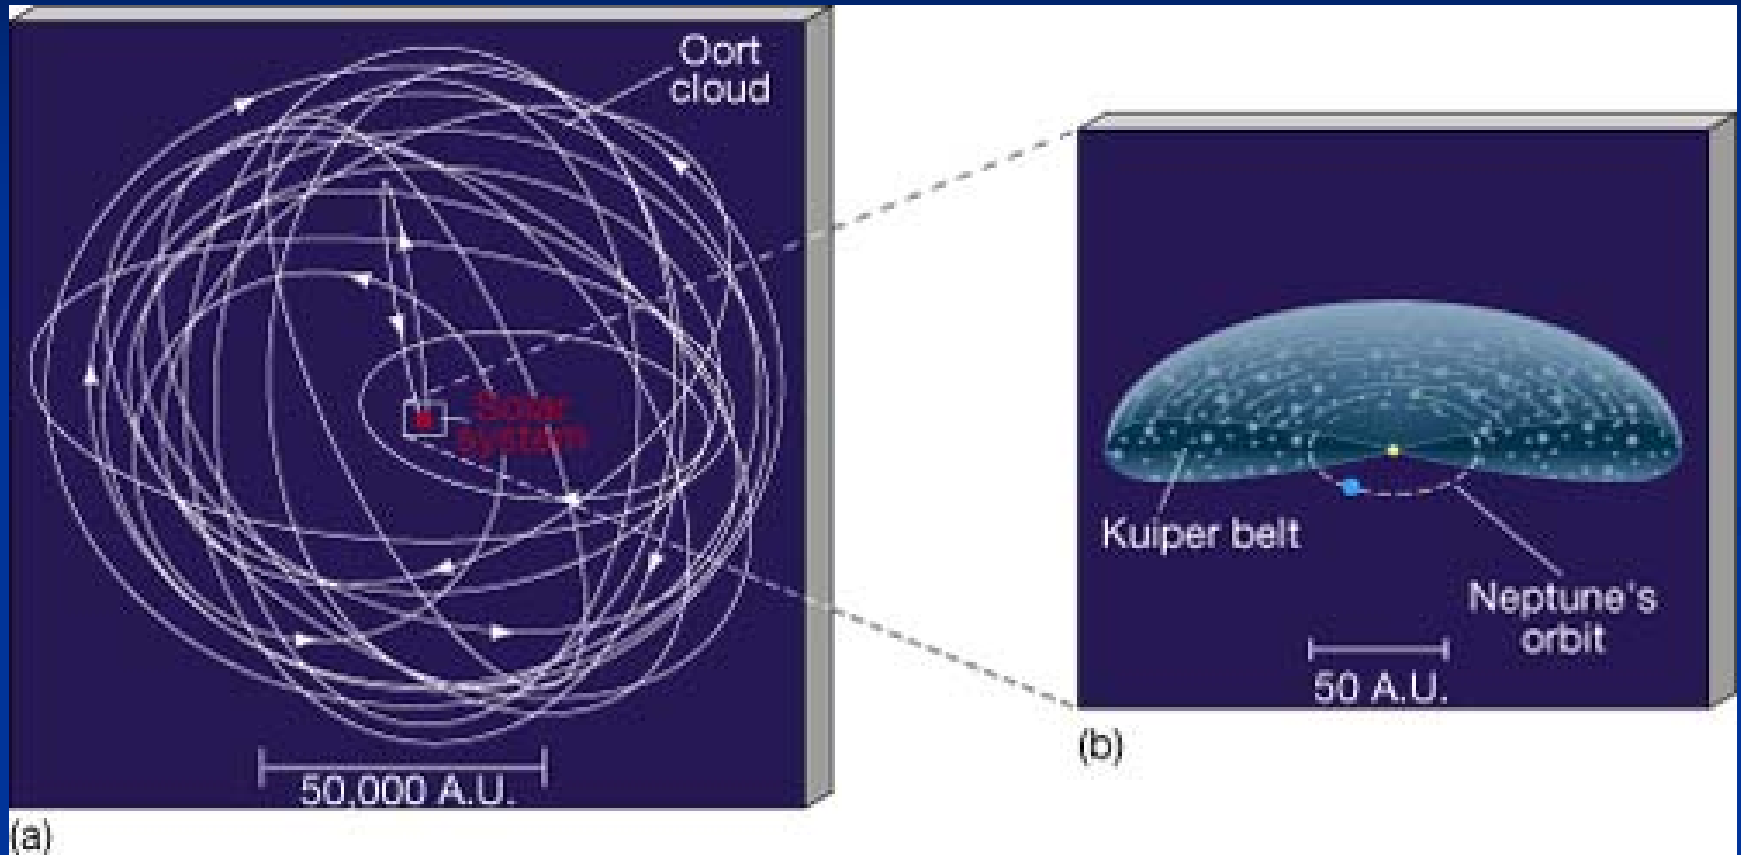 Oort
cloud
Solar
system
50,000 A.U.
(a)
Kuiper belt
Neptune's
orbit
50 A.U.
(b)